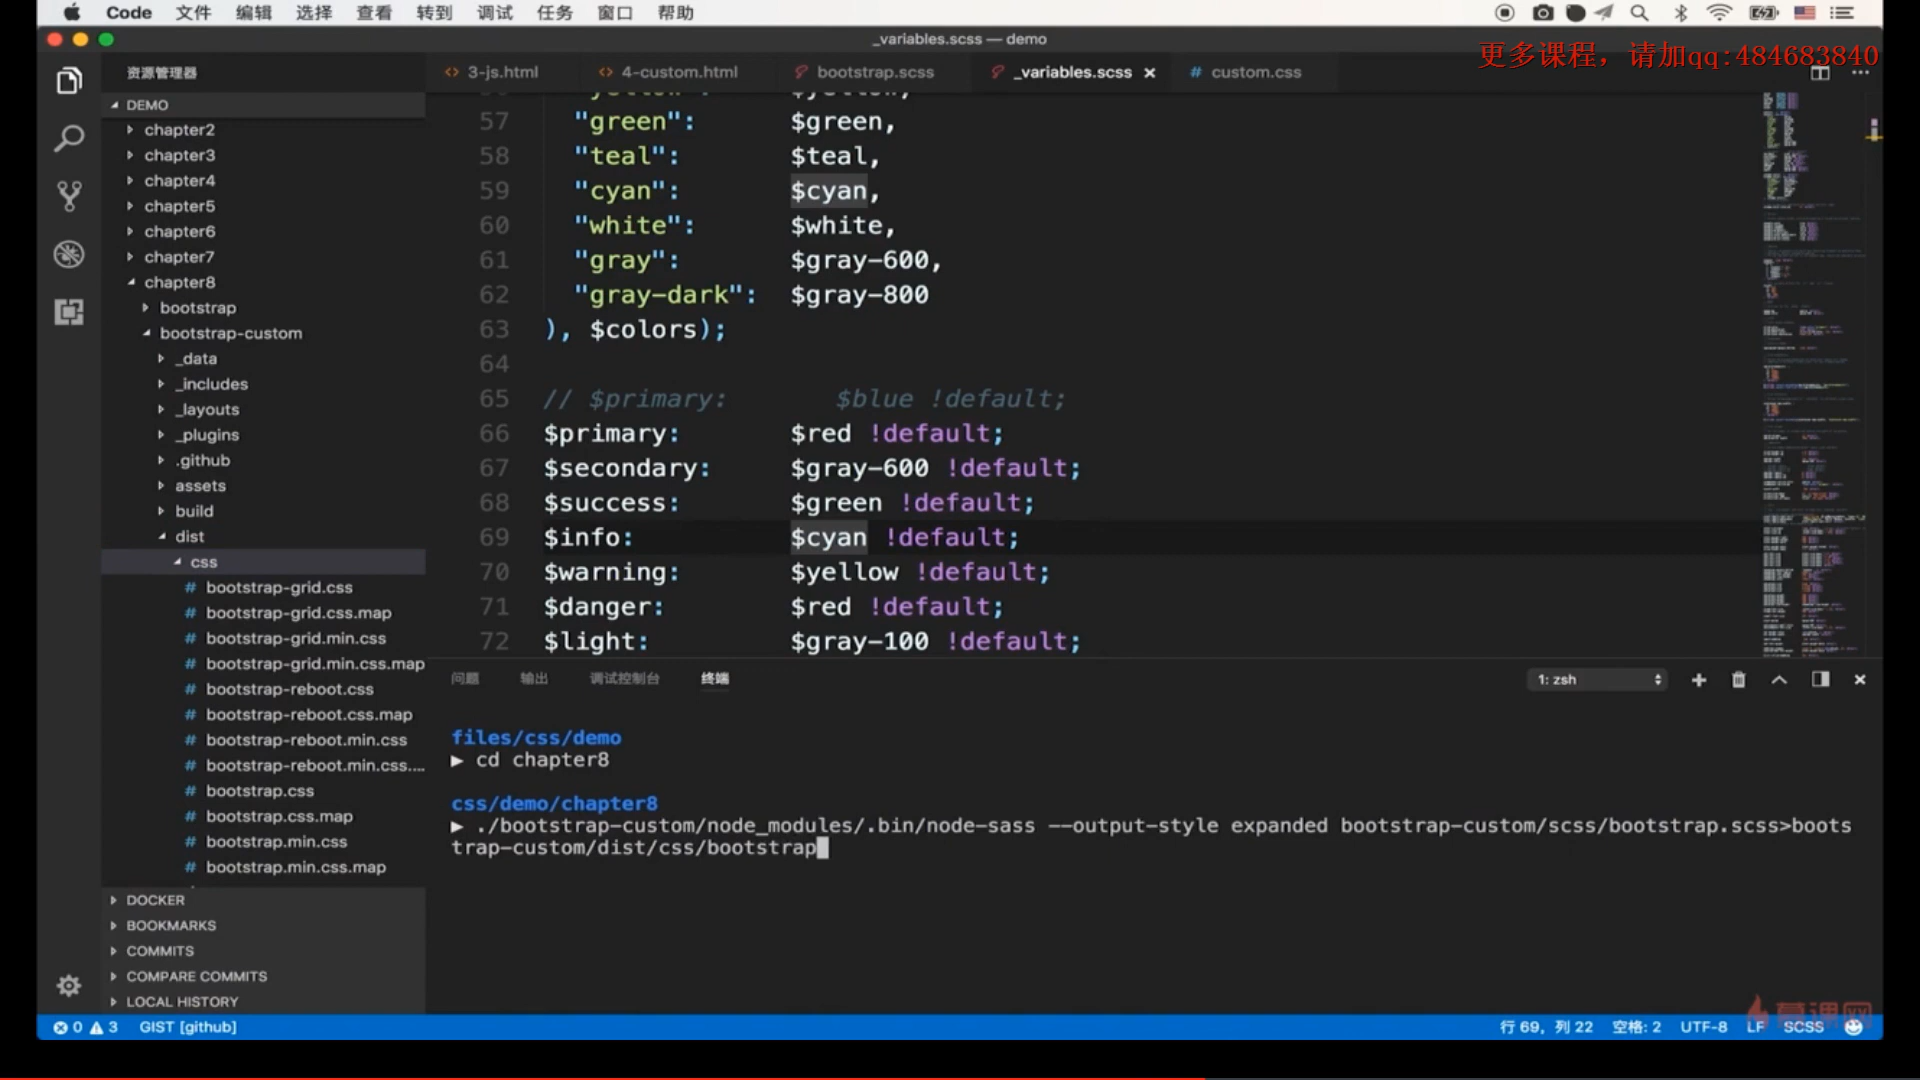 Code 文件 编辑 选择 查看 转到 调试 任务 窗口 帮助
_variables.scss — demo
更多课程，请加qq:484683840
资源管理器
3-js.html 4-custom.html bootstrap.scss _variables.scss custom.css
DEMO
chapter2
chapter3
chapter4
chapter5
chapter6
chapter7
chapter8
bootstrap
bootstrap-custom
_data
_includes
_layouts
_plugins
.github
assets
build
dist
css
bootstrap-grid.css
bootstrap-grid.css.map
bootstrap-grid.min.css
bootstrap-grid.min.css.map
bootstrap-reboot.css
bootstrap-reboot.css.map
bootstrap-reboot.min.css
bootstrap-reboot.min.css....
bootstrap.css
bootstrap.css.map
bootstrap.min.css
bootstrap.min.css.map
DOCKER
BOOKMARKS
COMMITS
COMPARE COMMITS
LOCAL HISTORY
57 "green": $green,
58 "teal": $teal,
59 "cyan": $cyan,
60 "white": $white,
61 "gray": $gray-600,
62 "gray-dark": $gray-800
63 ), $colors);
64
65 // $primary: $blue !default;
66 $primary: $red !default;
67 $secondary: $gray-600 !default;
68 $success: $green !default;
69 $info: $cyan !default;
70 $warning: $yellow !default;
71 $danger: $red !default;
72 $light: $gray-100 !default;
问题 输出 调试控制台 终端 1: zsh
files/css/demo
▶ cd chapter8
css/demo/chapter8
▶ ./bootstrap-custom/node_modules/.bin/node-sass --output-style expanded bootstrap-custom/scss/bootstrap.scss>boots
trap-custom/dist/css/bootstrap
0 3 GIST [github] 行 69，列 22 空格: 2 UTF-8 LF SCSS
慕课网